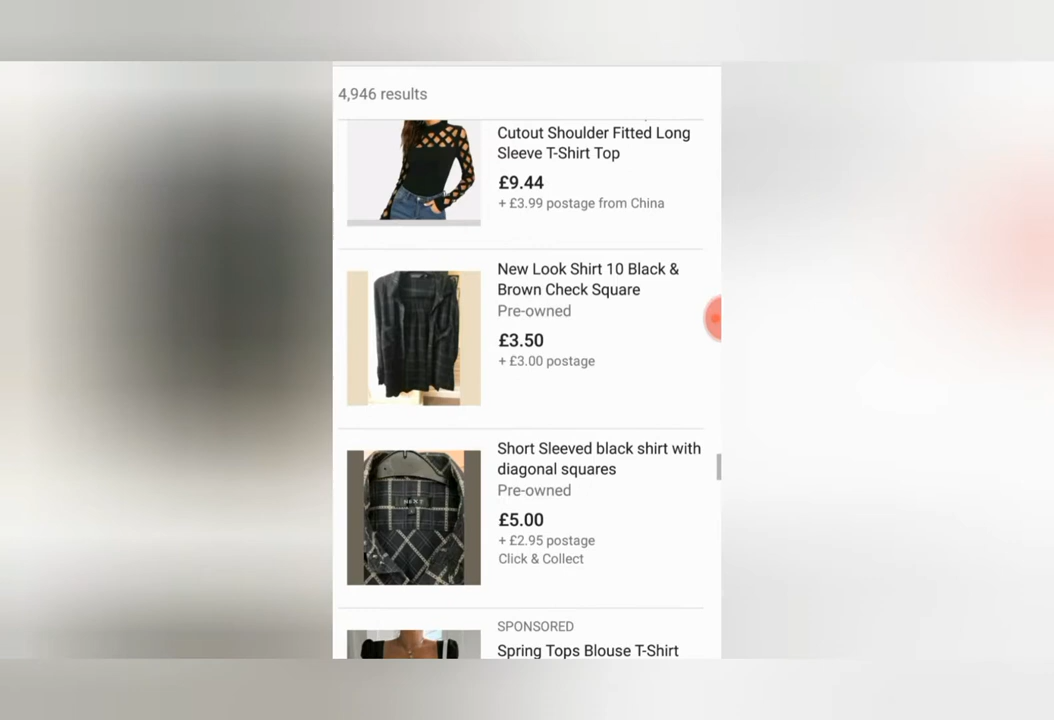 4,946 results
Cutout Shoulder Fitted Long
Sleeve T-Shirt Top
£9.44
+ £3.99 postage from China
New Look Shirt 10 Black &
Brown Check Square
Pre-owned
£3.50
+ £3.00 postage
Short Sleeved black shirt with
diagonal squares
Pre-owned
£5.00
+ £2.95 postage
Click & Collect
NEXT
SPONSORED
Spring Tops Blouse T-Shirt